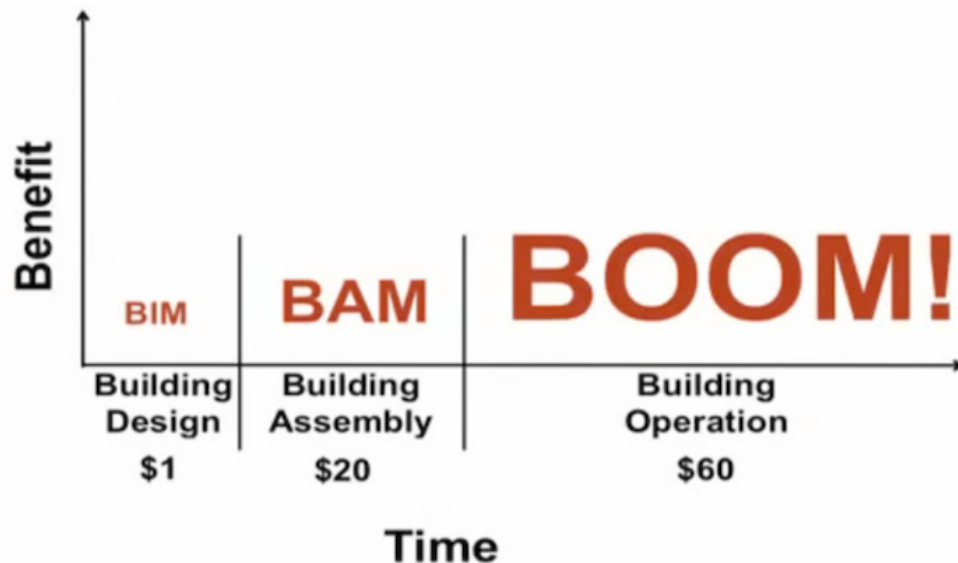 Benefit
BIM
BAM
BOOM!
Building
Design
$1
Building
Assembly
$20
Building
Operation
$60
Time